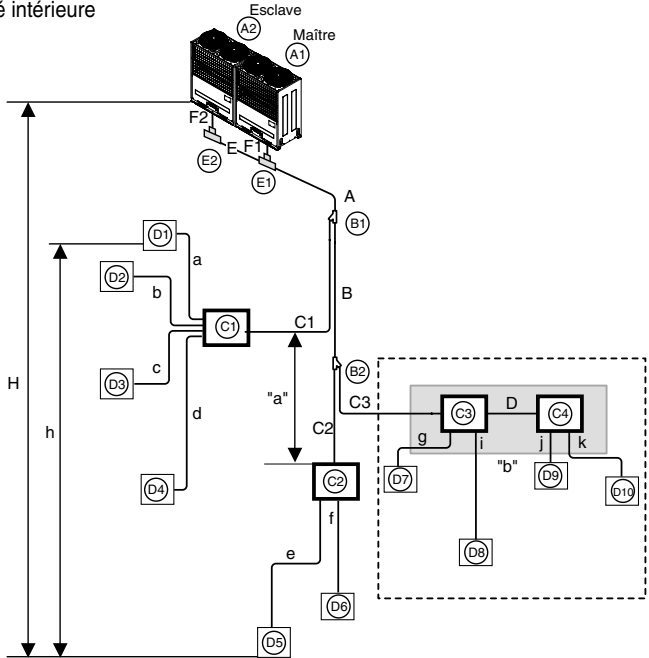 é intérieure
Esclave
A2
Maître
A1
F2
E
F1
E2
E1
A
B1
D1
a
D2
b
B
C1
C1
H
c
D3
h
"a"
B2
d
C3
C3
D
C4
C2
g
i
j
k
"b"
D4
C2
D7
D9
D10
f
e
D8
D6
D5